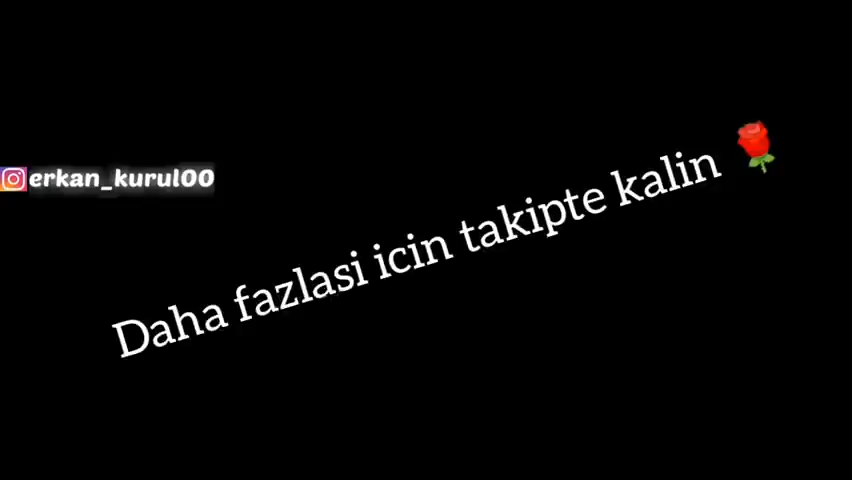 erkan_kurul00
Daha fazlasi icin takipte kalin 🌹